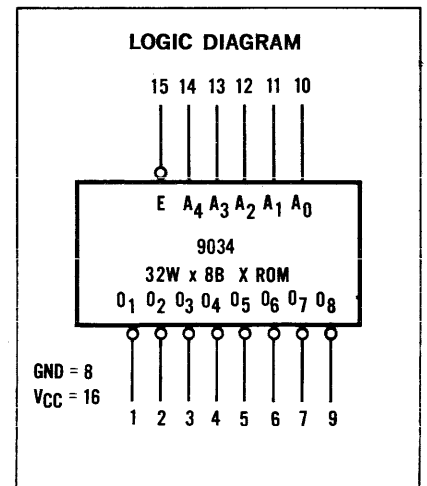 LOGIC DIAGRAM
15 14 13 12 11 10
E A4 A3 A2 A1 A0
9034
32W x 8B X ROM
O1 O2 O3 O4 O5 O6 O7 O8
GND = 8
VCC = 16
1 2 3 4 5 6 7 9